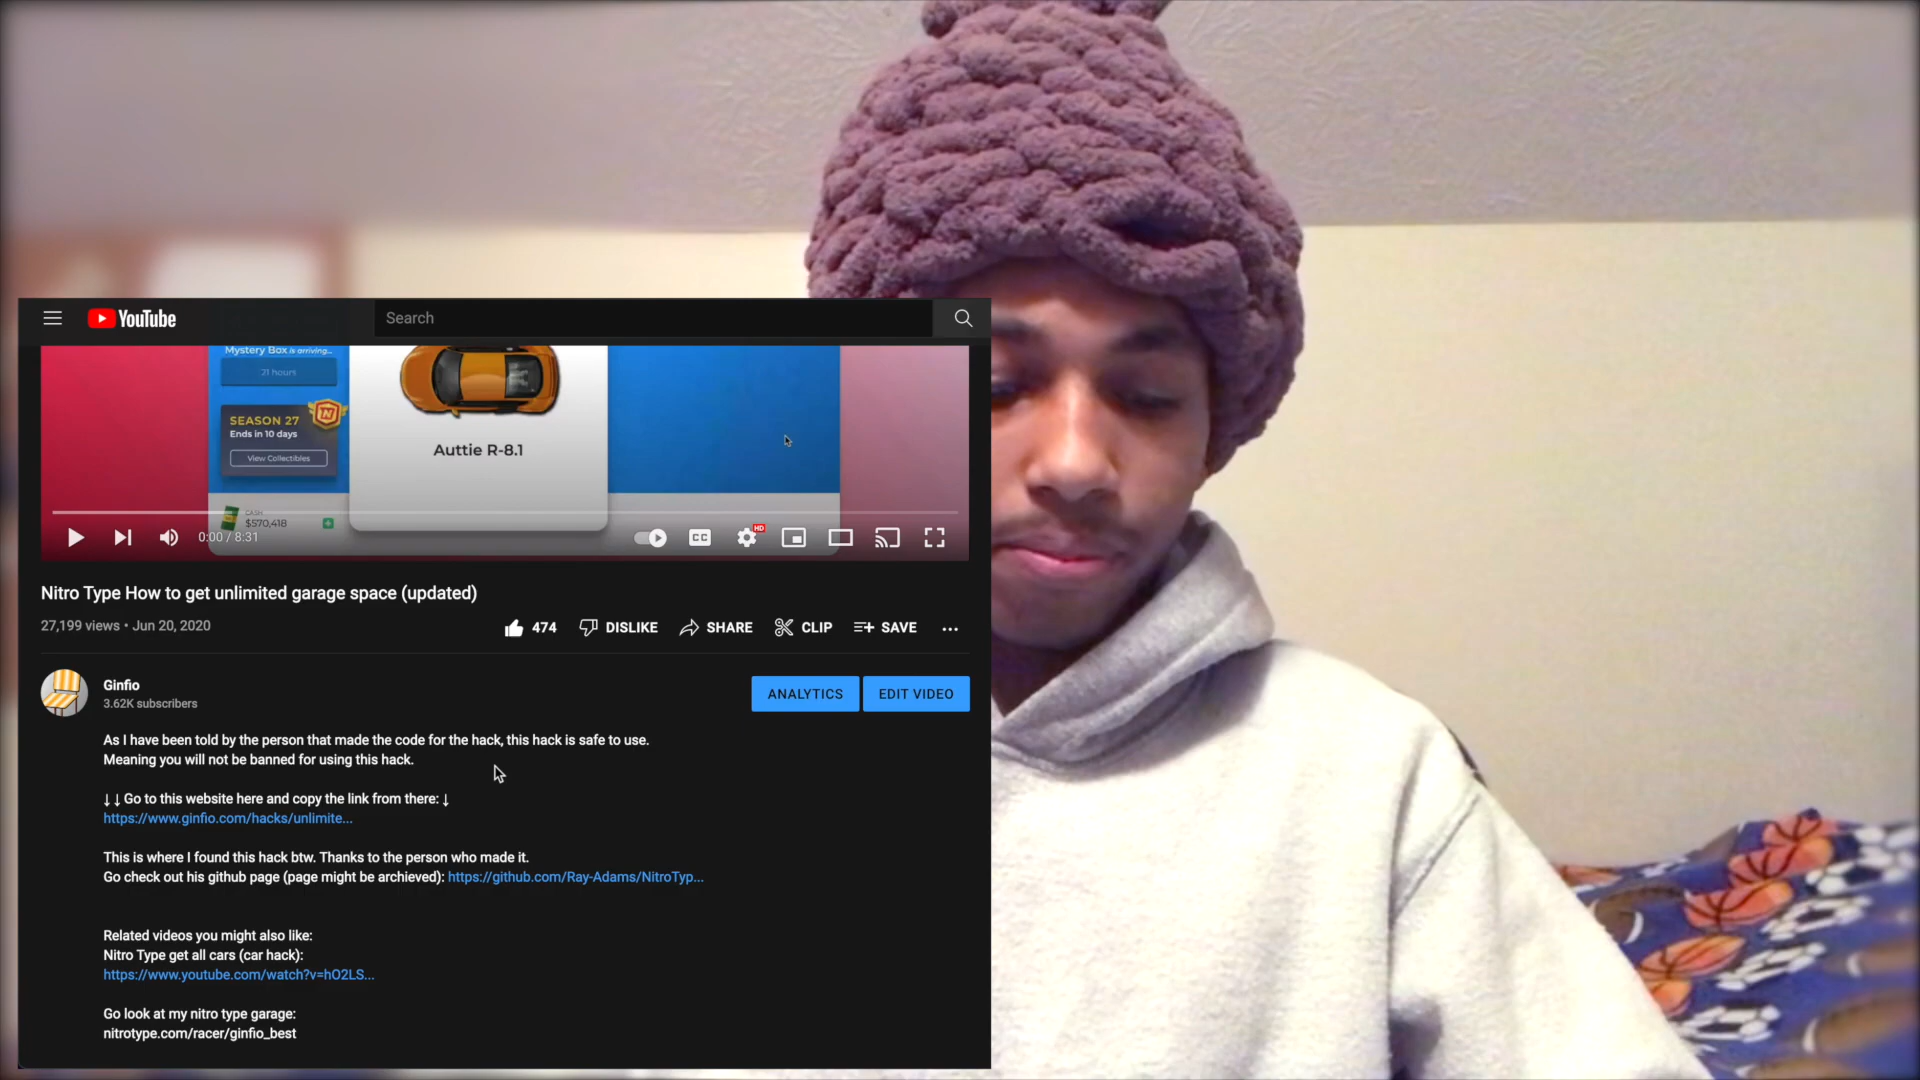 YouTube
Search
Mystery Box is arriving...
21 hours
SEASON 27
Ends in 10 days
View Collectibles
Auttie R-8.1
CASH
$570,418
0:00 / 8:31
CC
HD
Nitro Type How to get unlimited garage space (updated)
27,199 views • Jun 20, 2020
474 DISLIKE SHARE CLIP SAVE ...
Ginfio
3.62K subscribers
ANALYTICS EDIT VIDEO
As I have been told by the person that made the code for the hack, this hack is safe to use.
Meaning you will not be banned for using this hack.
↓↓Go to this website here and copy the link from there:↓
https://www.ginfio.com/hacks/unlimite...
This is where I found this hack btw. Thanks to the person who made it.
Go check out his github page (page might be archieved): https://github.com/Ray-Adams/NitroTyp...
Related videos you might also like:
Nitro Type get all cars (car hack):
https://www.youtube.com/watch?v=hO2LS...
Go look at my nitro type garage:
nitrotype.com/racer/ginfio_best